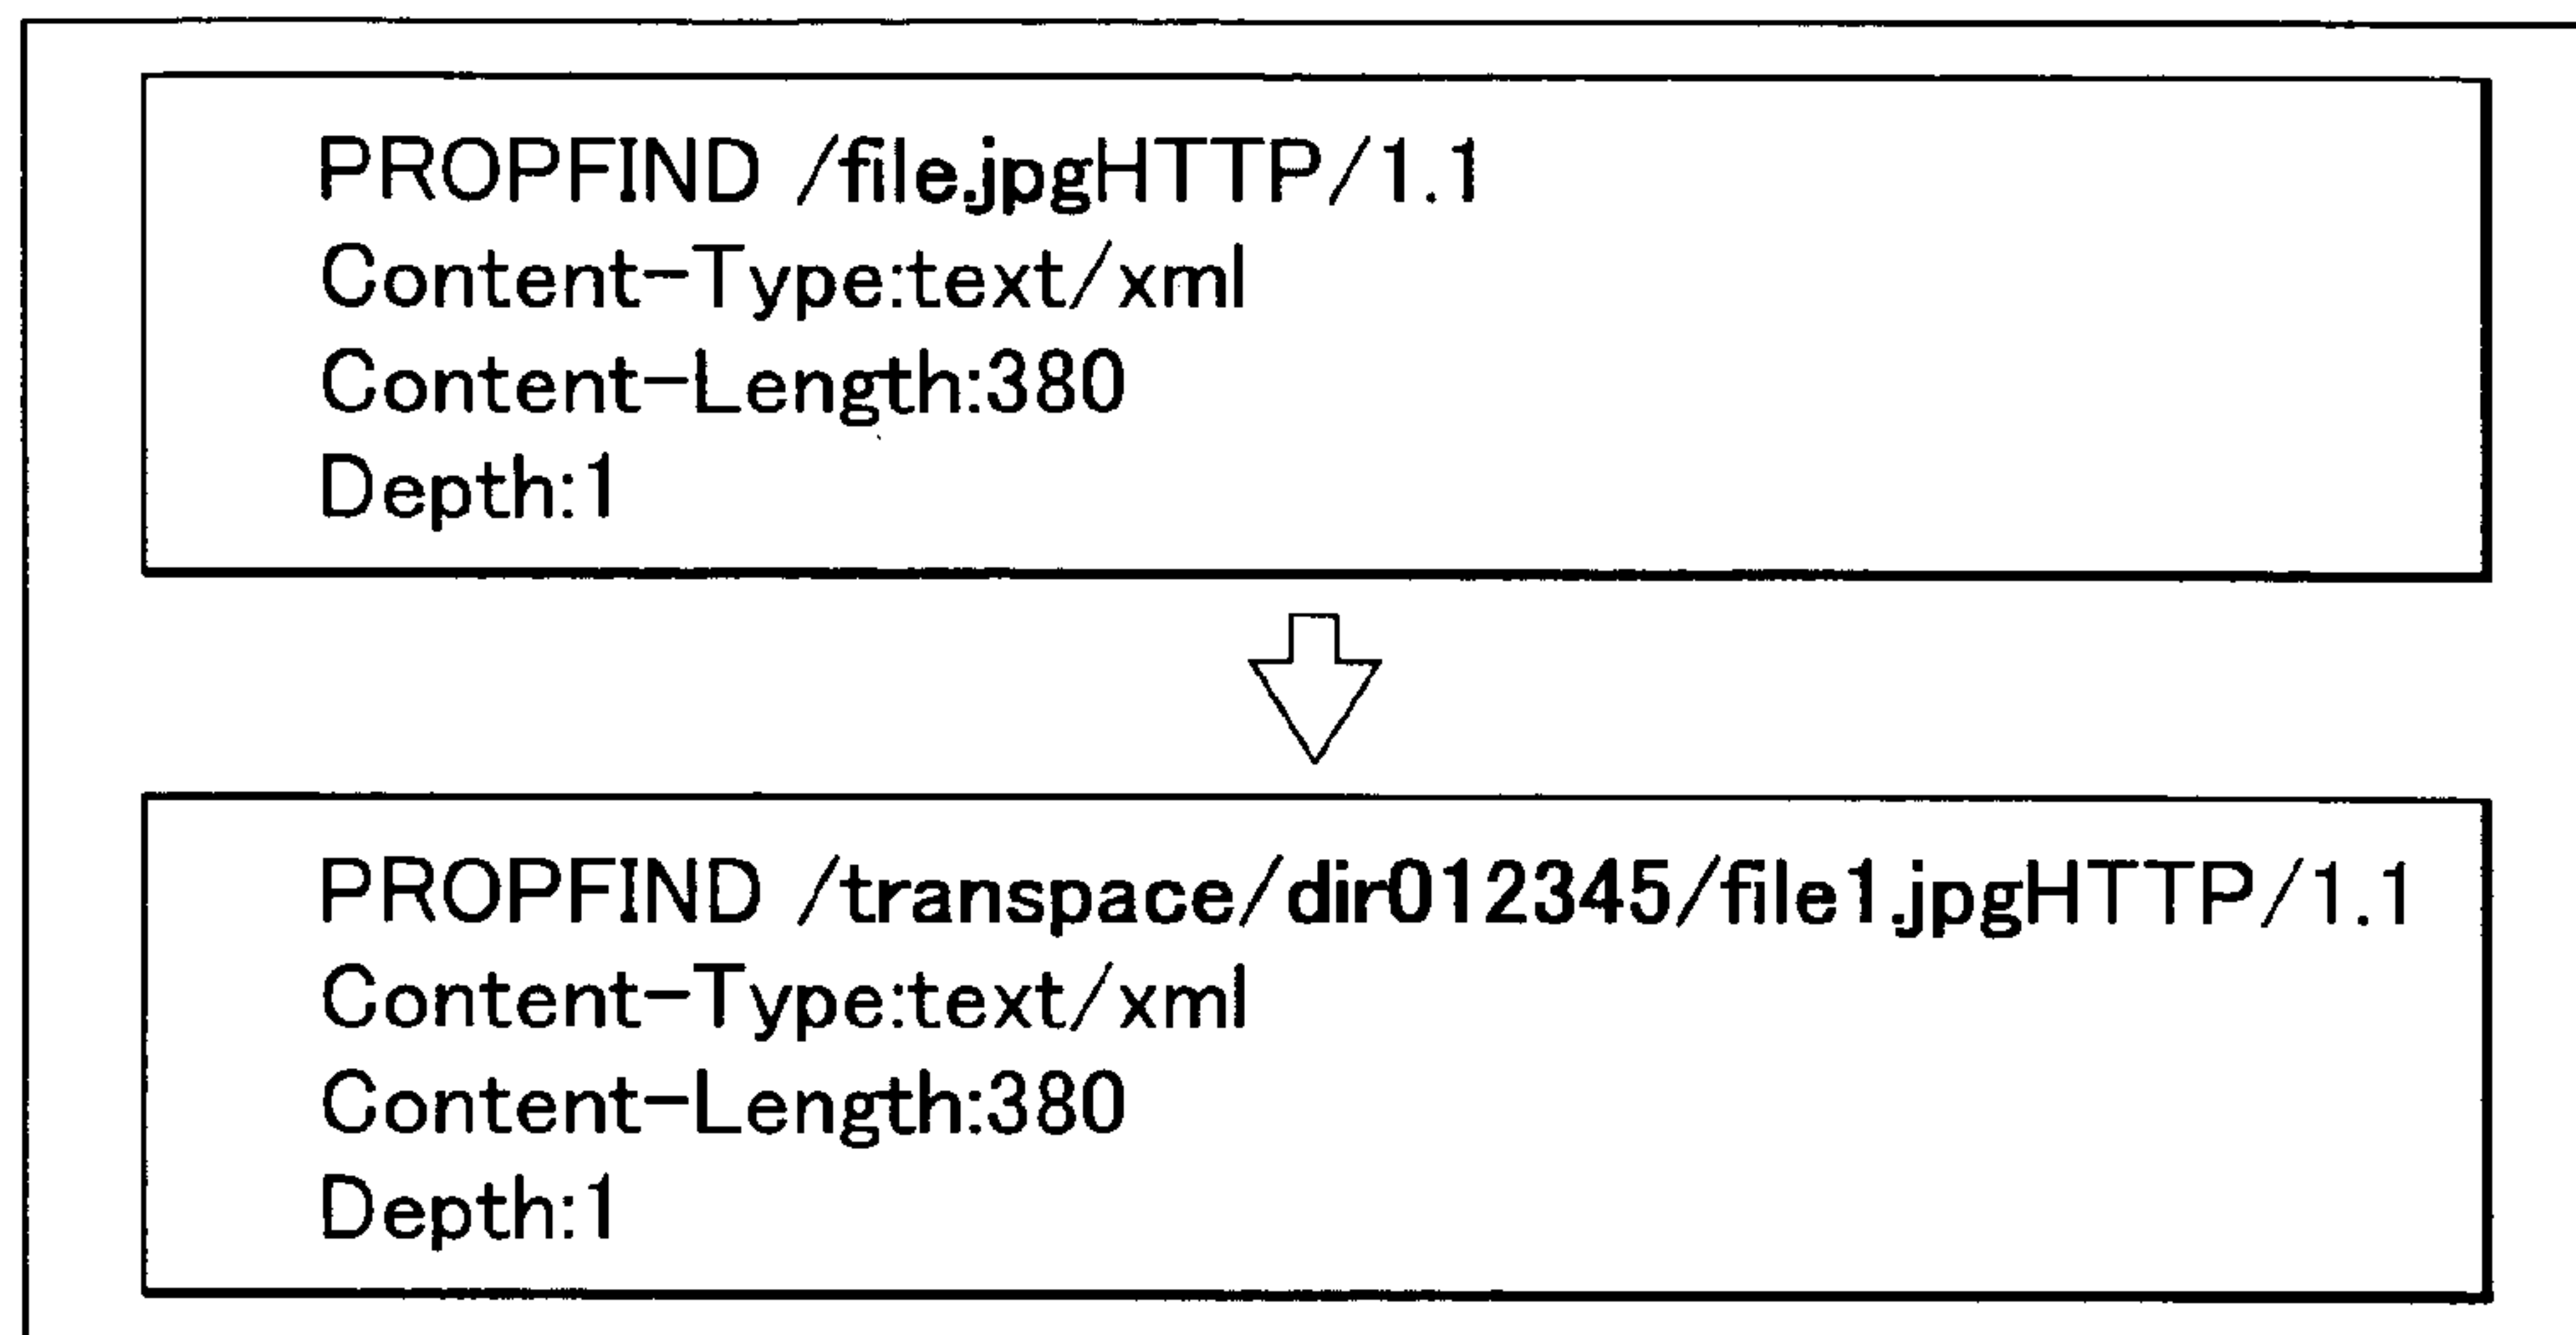 PROPFIND /file.jpgHTTP/1.1
Content-Type:text/xml
Content-Length:380
Depth:1
PROPFIND /transpace/dir012345/file1.jpgHTTP/1.1
Content-Type:text/xml
Content-Length:380
Depth:1